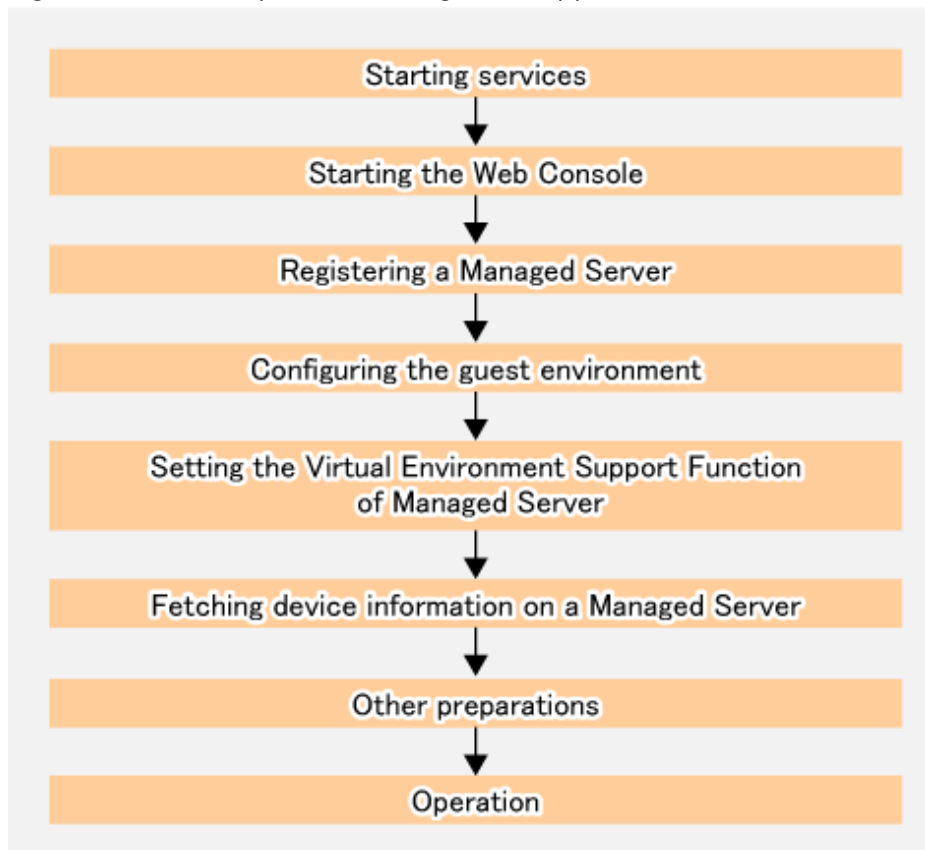 Starting services
Starting the Web Console
Registering a Managed Server
Configuring the guest environment
Setting the Virtual Environment Support Function
of Managed Server
Fetching device information on a Managed Server
Other preparations
Operation